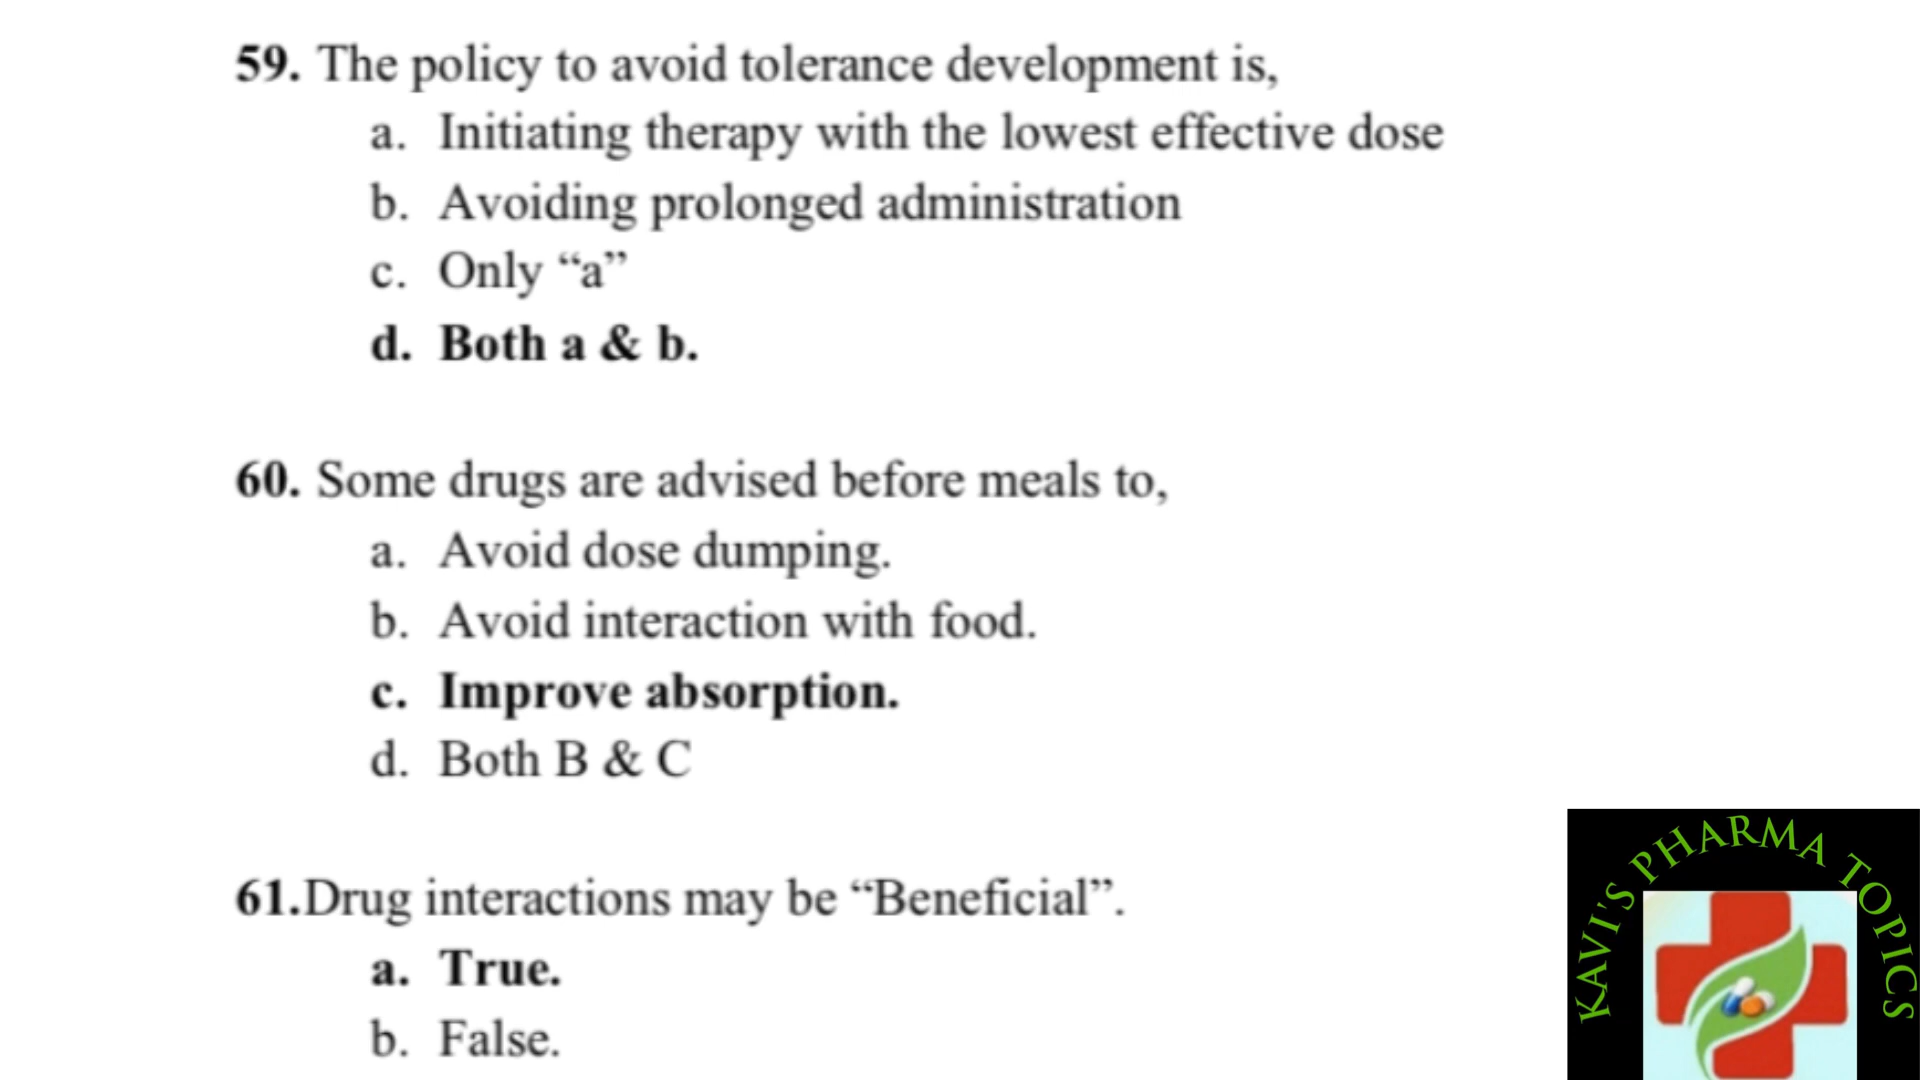 59. The policy to avoid tolerance development is,
a. Initiating therapy with the lowest effective dose
b. Avoiding prolonged administration
c. Only “a”
d. Both a & b.
60. Some drugs are advised before meals to,
a. Avoid dose dumping.
b. Avoid interaction with food.
c. Improve absorption.
d. Both B & C
61.Drug interactions may be “Beneficial”.
a. True.
b. False.
KAVI'S PHARMA TOPICS